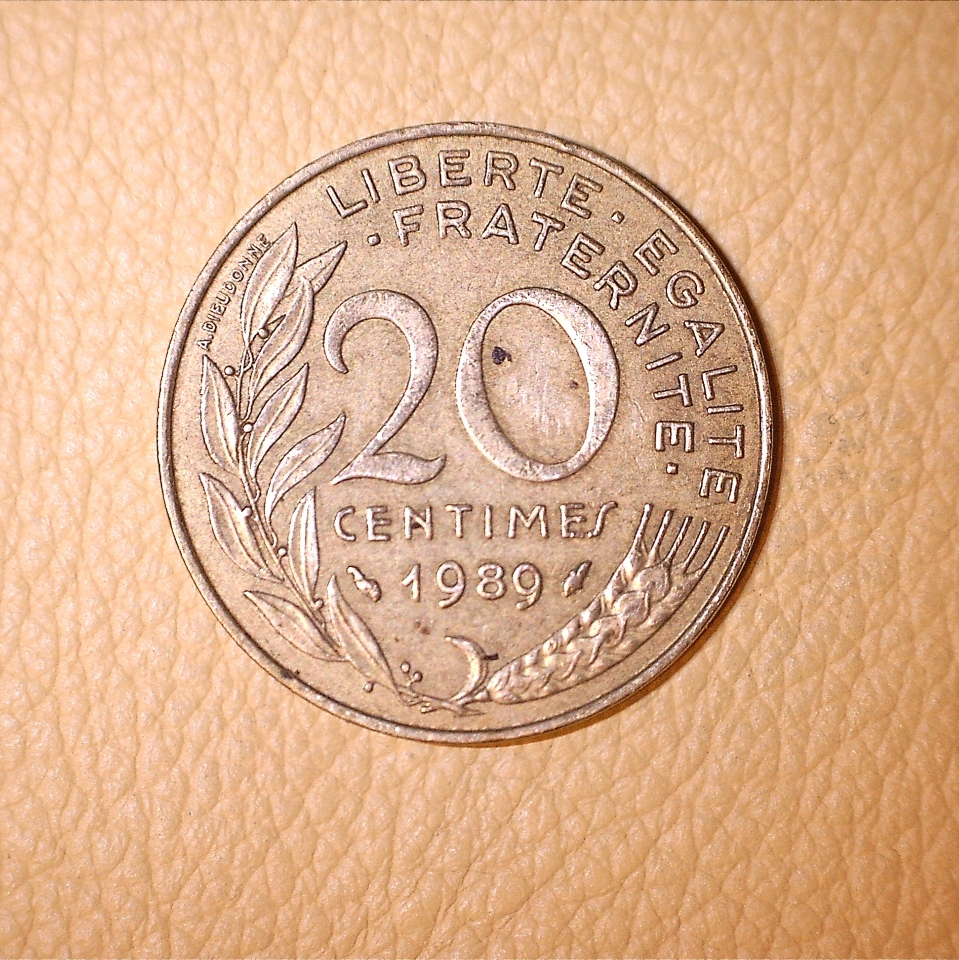 LIBERTE · EGALITE
· FRATERNITE ·
A.DIEUDONNE
20
CENTIMES
1989